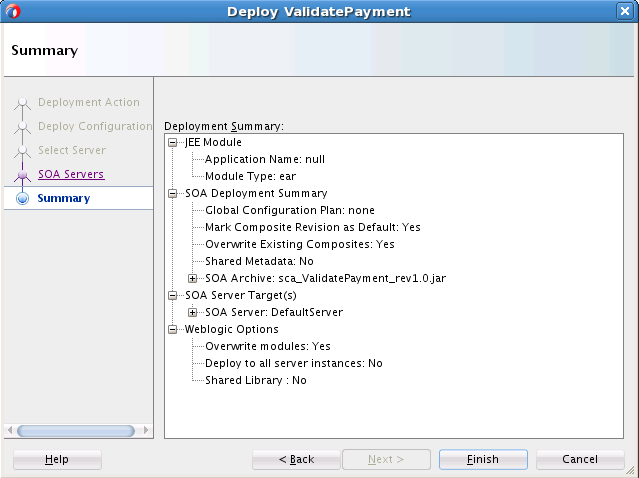 Deploy ValidatePayment
Summary
Deployment Action
Deploy Configuration
Select Server
SOA Servers
Summary
Deployment Summary:
JEE Module
Application Name: null
Module Type: ear
SOA Deployment Summary
Global Configuration Plan: none
Mark Composite Revision as Default: Yes
Overwrite Existing Composites: Yes
Shared Metadata: No
SOA Archive: sca_ValidatePayment_rev1.0.jar
SOA Server Target(s)
SOA Server: DefaultServer
Weblogic Options
Overwrite modules: Yes
Deploy to all server instances: No
Shared Library : No
Help
< Back
Next >
Finish
Cancel